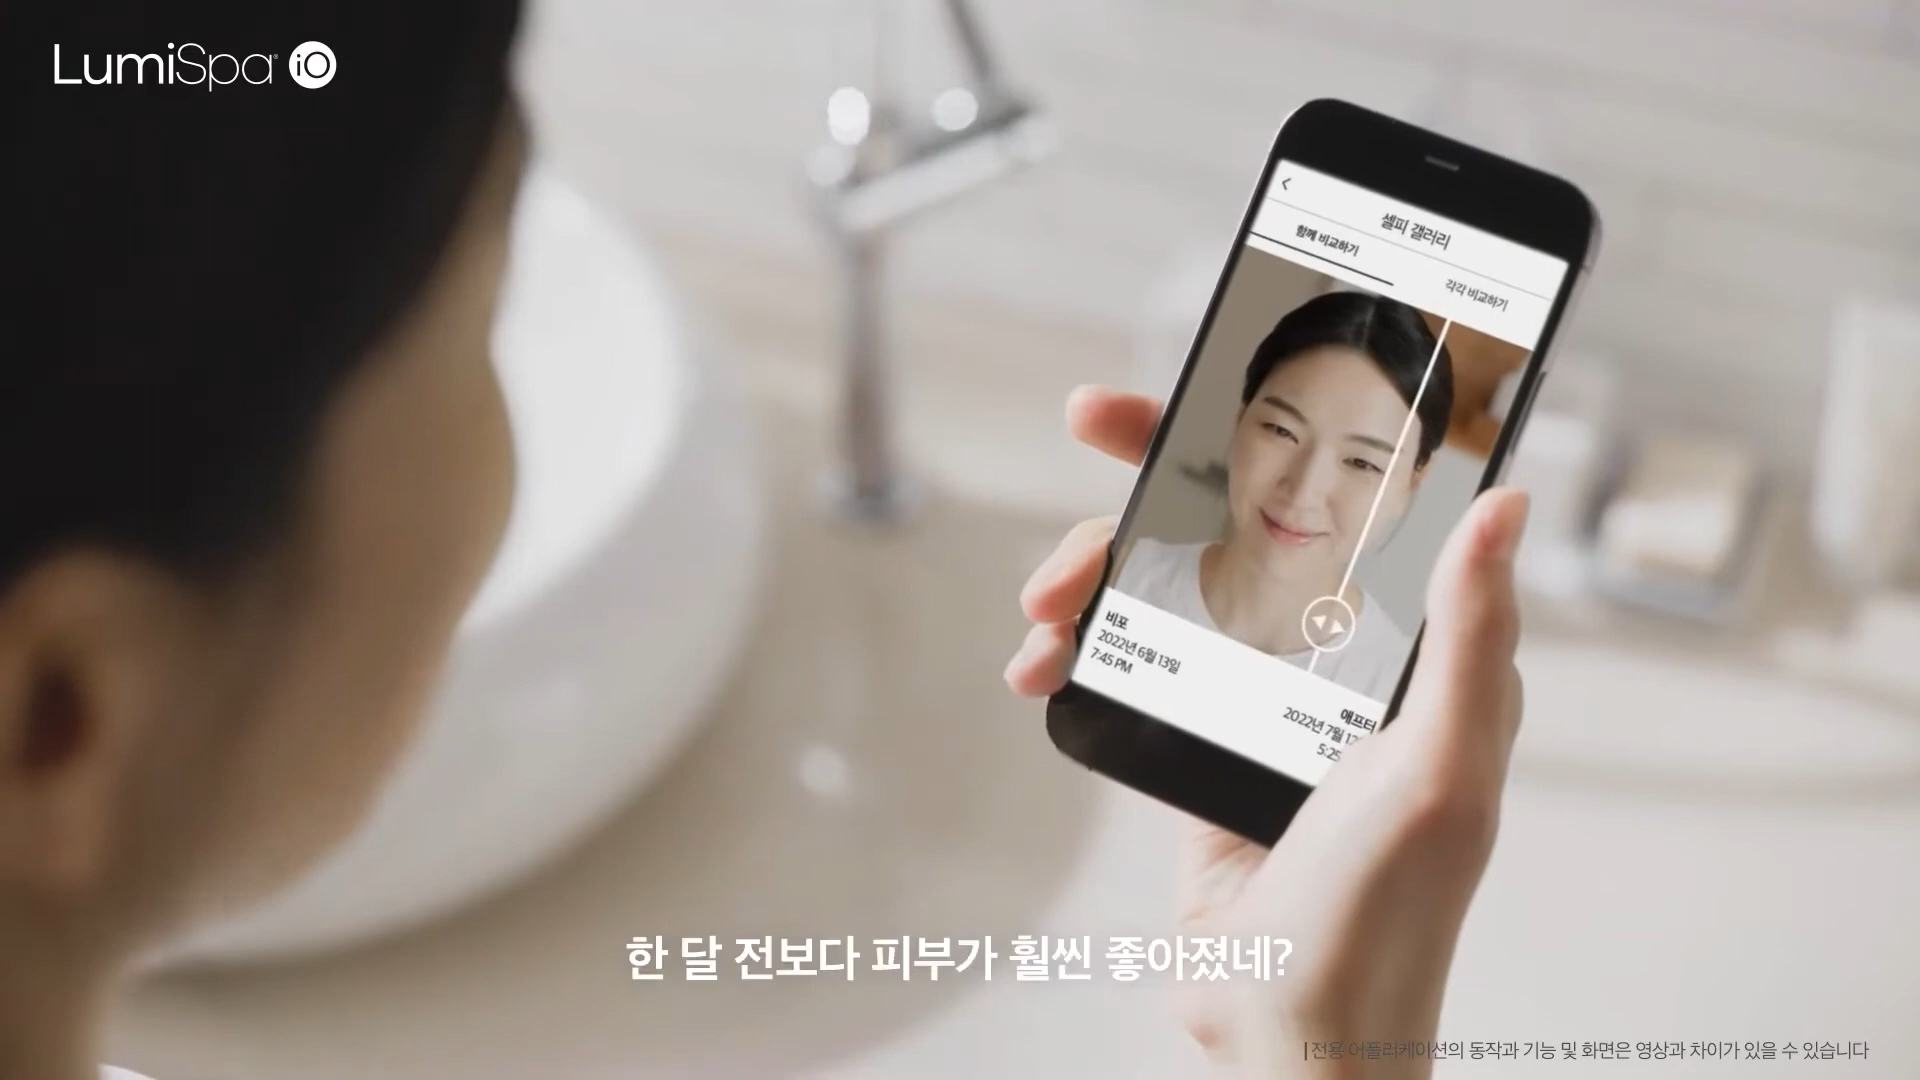 LumiSpa iO
셀피 갤러리
함께 비교하기
각각 비교하기
비포
2022년 6월 13일
7:45 PM
애프터
2022년 7월
5:25
한 달 전보다 피부가 훨씬 좋아졌네?
전용 어플리케이션의 동작과 기능 및 화면은 영상과 차이가 있을 수 있습니다